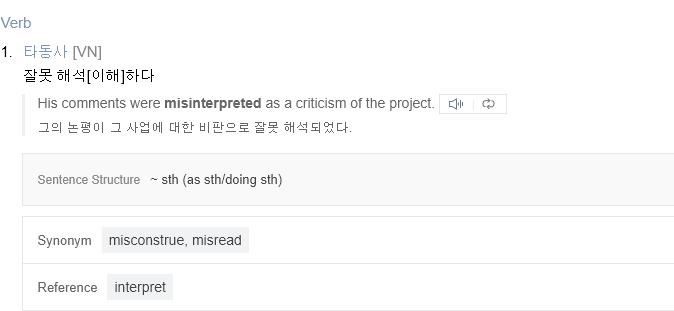 Verb
1. 타동사 [VN]
잘못 해석[이해]하다
His comments were misinterpreted as a criticism of the project.
그의 논평이 그 사업에 대한 비판으로 잘못 해석되었다.
Sentence Structure ~ sth (as sth/doing sth)
Synonym misconstrue, misread
Reference interpret